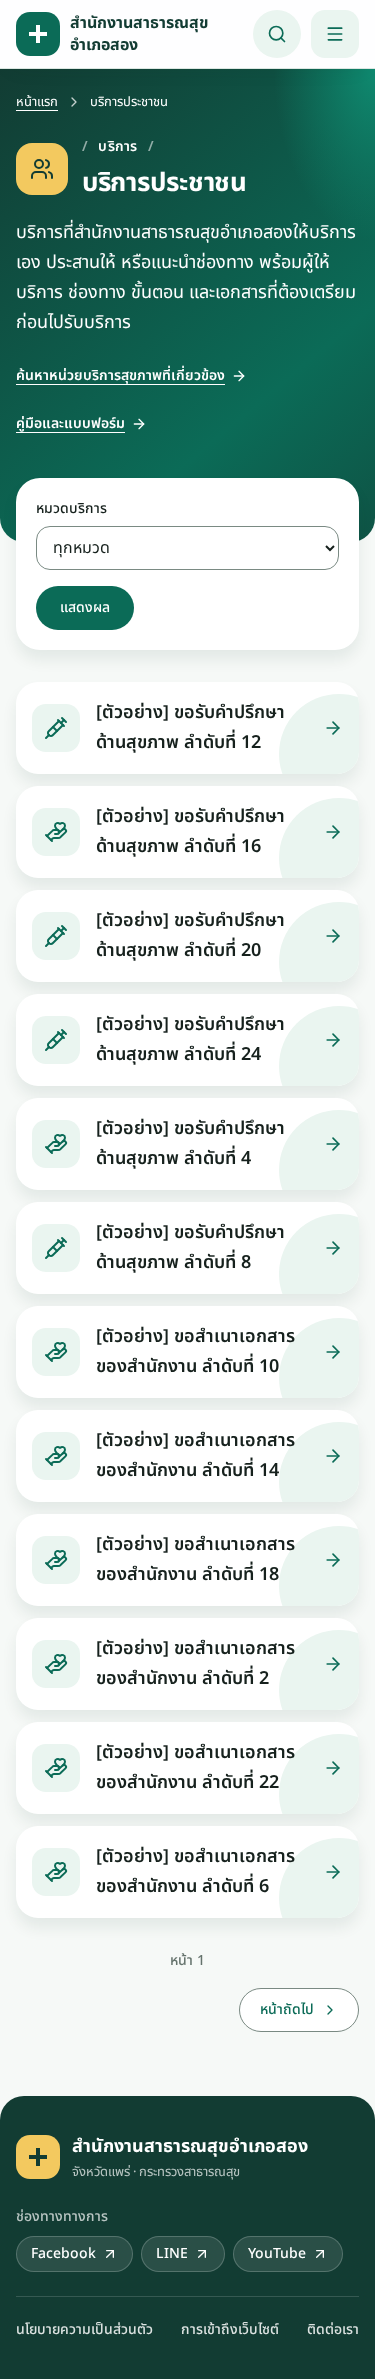 สำนักงานสาธารณสุข
อำเภอสอง
หน้าแรก > บริการประชาชน
/ บริการ /
บริการประชาชน
บริการที่สำนักงานสาธารณสุขอำเภอสองให้บริการ
เอง ประสานให้ หรือแนะนำช่องทาง พร้อมผู้ให้
บริการ ช่องทาง ขั้นตอน และเอกสารที่ต้องเตรียม
ก่อนไปรับบริการ
ค้นหาหน่วยบริการสุขภาพที่เกี่ยวข้อง →
คู่มือและแบบฟอร์ม →
หมวดบริการ
ทุกหมวด
แสดงผล
[ตัวอย่าง] ขอรับคำปรึกษา
ด้านสุขภาพ ลำดับที่ 12
[ตัวอย่าง] ขอรับคำปรึกษา
ด้านสุขภาพ ลำดับที่ 16
[ตัวอย่าง] ขอรับคำปรึกษา
ด้านสุขภาพ ลำดับที่ 20
[ตัวอย่าง] ขอรับคำปรึกษา
ด้านสุขภาพ ลำดับที่ 24
[ตัวอย่าง] ขอรับคำปรึกษา
ด้านสุขภาพ ลำดับที่ 4
[ตัวอย่าง] ขอรับคำปรึกษา
ด้านสุขภาพ ลำดับที่ 8
[ตัวอย่าง] ขอสำเนาเอกสาร
ของสำนักงาน ลำดับที่ 10
[ตัวอย่าง] ขอสำเนาเอกสาร
ของสำนักงาน ลำดับที่ 14
[ตัวอย่าง] ขอสำเนาเอกสาร
ของสำนักงาน ลำดับที่ 18
[ตัวอย่าง] ขอสำเนาเอกสาร
ของสำนักงาน ลำดับที่ 2
[ตัวอย่าง] ขอสำเนาเอกสาร
ของสำนักงาน ลำดับที่ 22
[ตัวอย่าง] ขอสำเนาเอกสาร
ของสำนักงาน ลำดับที่ 6
หน้า 1
หน้าถัดไป >
สำนักงานสาธารณสุขอำเภอสอง
จังหวัดแพร่ · กระทรวงสาธารณสุข
ช่องทางทางการ
Facebook LINE YouTube
นโยบายความเป็นส่วนตัว การเข้าถึงเว็บไซต์ ติดต่อเรา